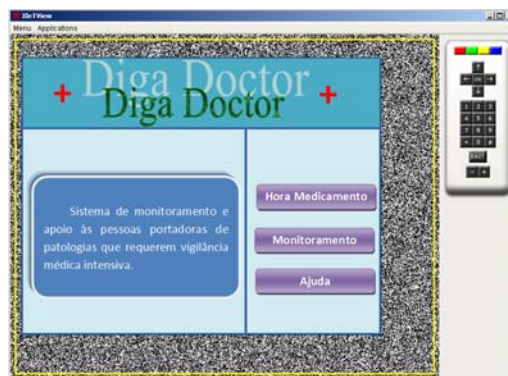 XleTView
Menu Applications
Diga Doctor
Diga Doctor
Sistema de monitoramento e
apoio às pessoas portadoras de
patologias que requerem vigilância
médica intensiva.
Hora Medicamento
Monitoramento
Ajuda
OK
1 2 3
4 5 6
7 8 9
* 0 #
EXIT
- +